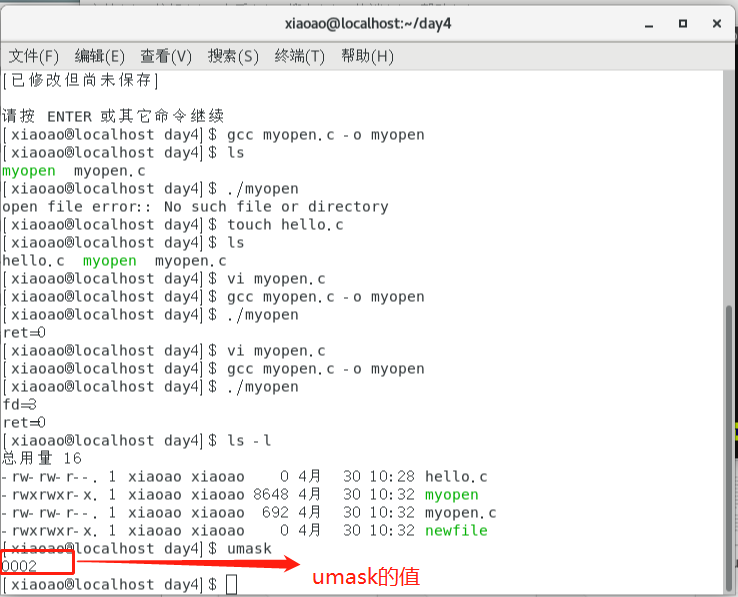 xiaoao@localhost:~/day4
文件(F) 编辑(E) 查看(V) 搜索(S) 终端(T) 帮助(H)
[已修改但尚未保存]
请按 ENTER 或其它命令继续
[xiaoao@localhost day4]$ gcc myopen.c -o myopen
[xiaoao@localhost day4]$ ls
myopen  myopen.c
[xiaoao@localhost day4]$ ./myopen
open file error:: No such file or directory
[xiaoao@localhost day4]$ touch hello.c
[xiaoao@localhost day4]$ ls
hello.c  myopen  myopen.c
[xiaoao@localhost day4]$ vi myopen.c
[xiaoao@localhost day4]$ gcc myopen.c -o myopen
[xiaoao@localhost day4]$ ./myopen
ret=0
[xiaoao@localhost day4]$ vi myopen.c
[xiaoao@localhost day4]$ gcc myopen.c -o myopen
[xiaoao@localhost day4]$ ./myopen
fd=3
ret=0
[xiaoao@localhost day4]$ ls -l
总用量 16
-rw-rw-r--. 1 xiaoao xiaoao    0 4月  30 10:28 hello.c
-rwxrwxr-x. 1 xiaoao xiaoao 8648 4月  30 10:32 myopen
-rw-rw-r--. 1 xiaoao xiaoao  692 4月  30 10:32 myopen.c
-rwxrwxr-x. 1 xiaoao xiaoao    0 4月  30 10:32 newfile
[xiaoao@localhost day4]$ umask
0002
umask的值
[xiaoao@localhost day4]$